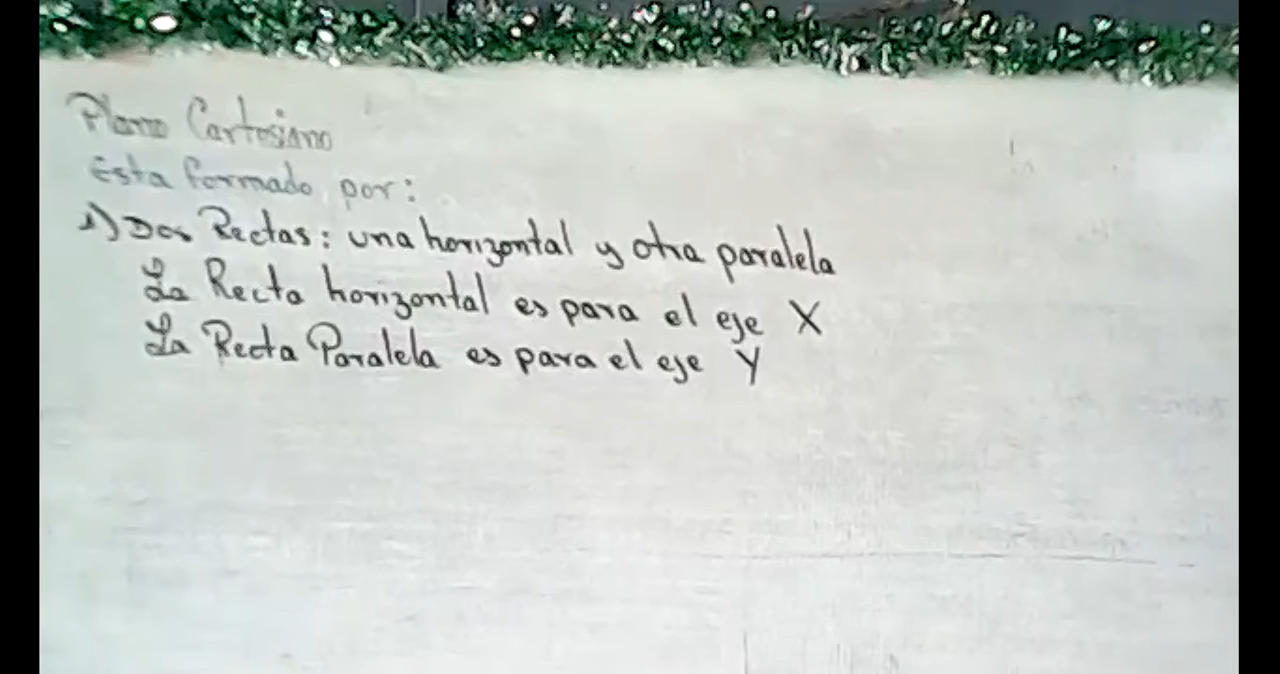 Plano Cartesiano
Esta formado por:
1) Dos Rectas: una horizontal y otra paralela
La Recta horizontal es para el eje X
La Recta Paralela es para el eje Y